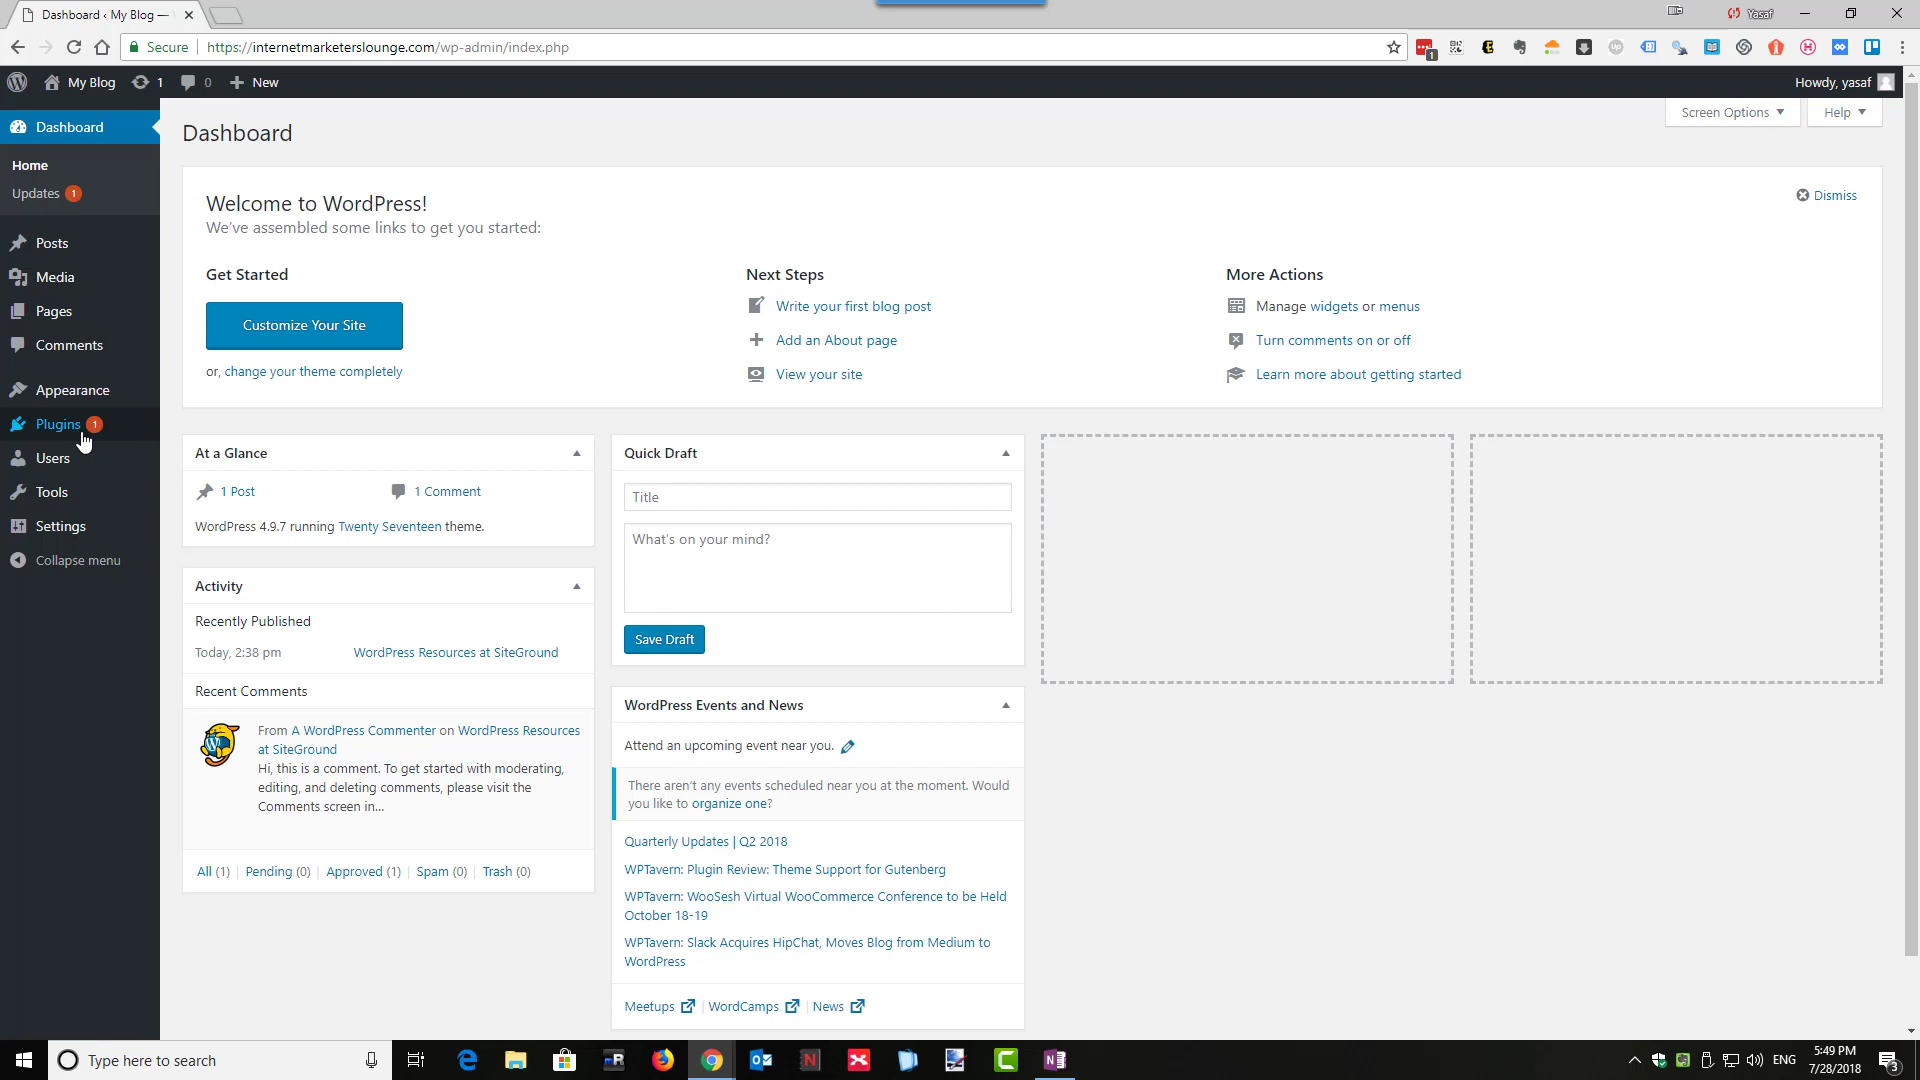 Dashboard ‹ My Blog —
Yasaf
Secure
https://internetmarketerslounge.com/wp-admin/index.php
1
My Blog
1
0
New
Howdy, yasaf
Dashboard
Home
Updates 1
Posts
Media
Pages
Comments
Appearance
Plugins 1
Users
Tools
Settings
Collapse menu
Dashboard
Screen Options
Help
Welcome to WordPress!
We've assembled some links to get you started:
Dismiss
Get Started
Customize Your Site
or, change your theme completely
Next Steps
Write your first blog post
Add an About page
View your site
More Actions
Manage widgets or menus
Turn comments on or off
Learn more about getting started
At a Glance
1 Post
1 Comment
WordPress 4.9.7 running Twenty Seventeen theme.
Activity
Recently Published
Today, 2:38 pm
WordPress Resources at SiteGround
Recent Comments
From A WordPress Commenter on WordPress Resources
at SiteGround
Hi, this is a comment. To get started with moderating,
editing, and deleting comments, please visit the
Comments screen in...
All (1) | Pending (0) | Approved (1) | Spam (0) | Trash (0)
Quick Draft
Title
What's on your mind?
Save Draft
WordPress Events and News
Attend an upcoming event near you.
There aren't any events scheduled near you at the moment. Would
you like to organize one?
Quarterly Updates | Q2 2018
WPTavern: Plugin Review: Theme Support for Gutenberg
WPTavern: WooSesh Virtual WooCommerce Conference to be Held
October 18-19
WPTavern: Slack Acquires HipChat, Moves Blog from Medium to
WordPress
Meetups | WordCamps | News
Type here to search
ENG
5:49 PM
7/28/2018
3